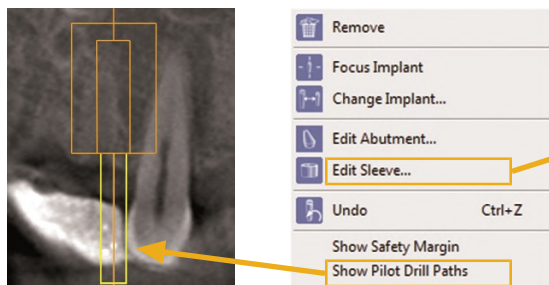 Remove
Focus Implant
Change Implant...
Edit Abutment...
Edit Sleeve...
Undo Ctrl+Z
Show Safety Margin
Show Pilot Drill Paths